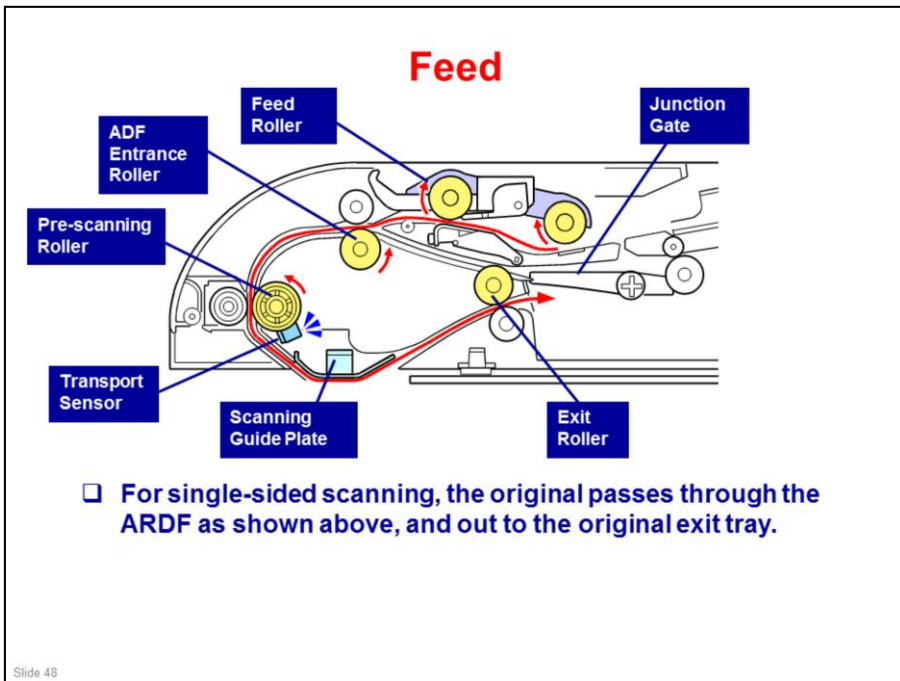 Feed
Feed
Roller
Junction
Gate
ADF
Entrance
Roller
Pre-scanning
Roller
Transport
Sensor
Scanning
Guide Plate
Exit
Roller
❑ For single-sided scanning, the original passes through the
ARDF as shown above, and out to the original exit tray.
Slide 48